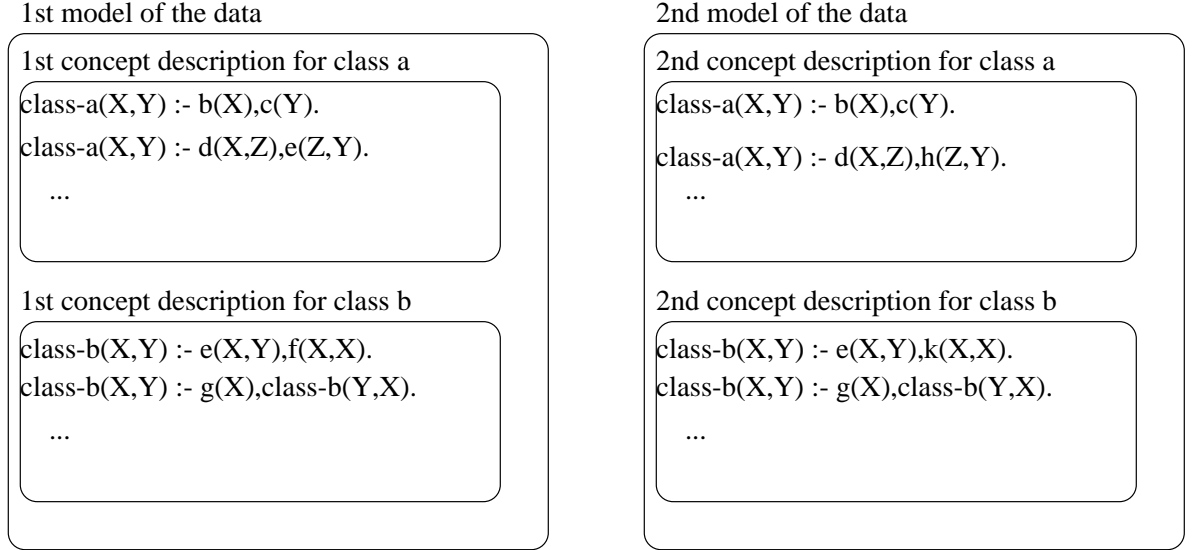 1st model of the data
1st concept description for class a
class-a(X,Y) :- b(X),c(Y).
class-a(X,Y) :- d(X,Z),e(Z,Y).
...
1st concept description for class b
class-b(X,Y) :- e(X,Y),f(X,X).
class-b(X,Y) :- g(X),class-b(Y,X).
...
2nd model of the data
2nd concept description for class a
class-a(X,Y) :- b(X),c(Y).
class-a(X,Y) :- d(X,Z),h(Z,Y).
...
2nd concept description for class b
class-b(X,Y) :- e(X,Y),k(X,X).
class-b(X,Y) :- g(X),class-b(Y,X).
...